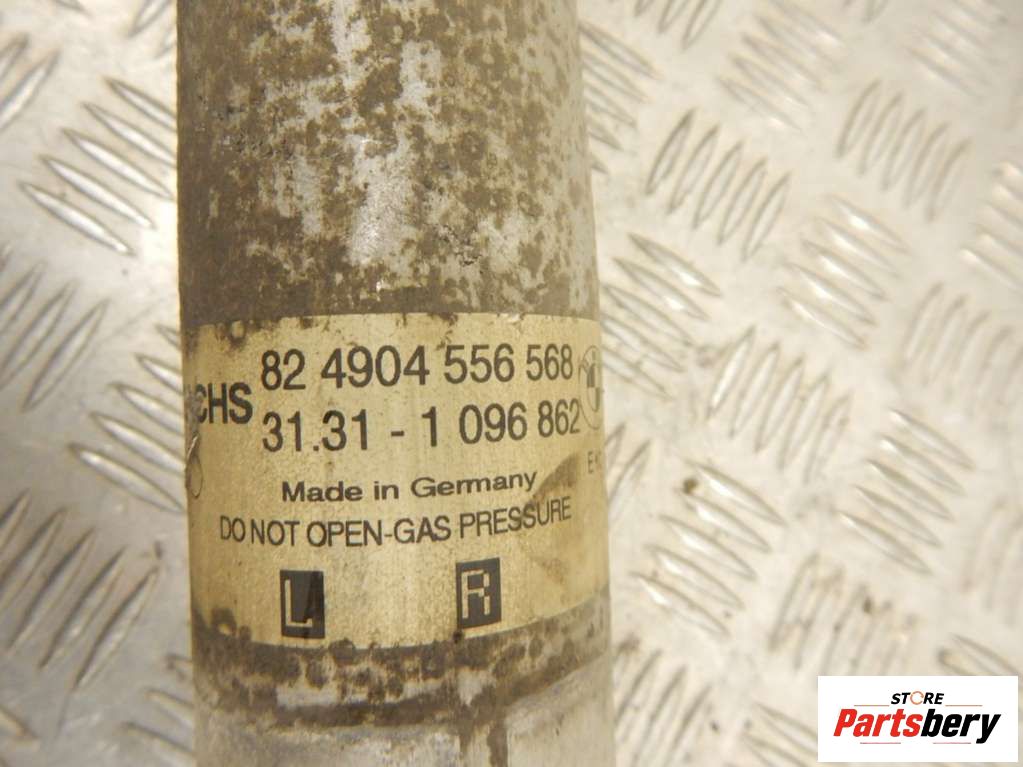 CHS 82 4904 556 568
31.31 - 1 096 862
Made in Germany
DO NOT OPEN-GAS PRESSURE
L R
STORE
Partsbery